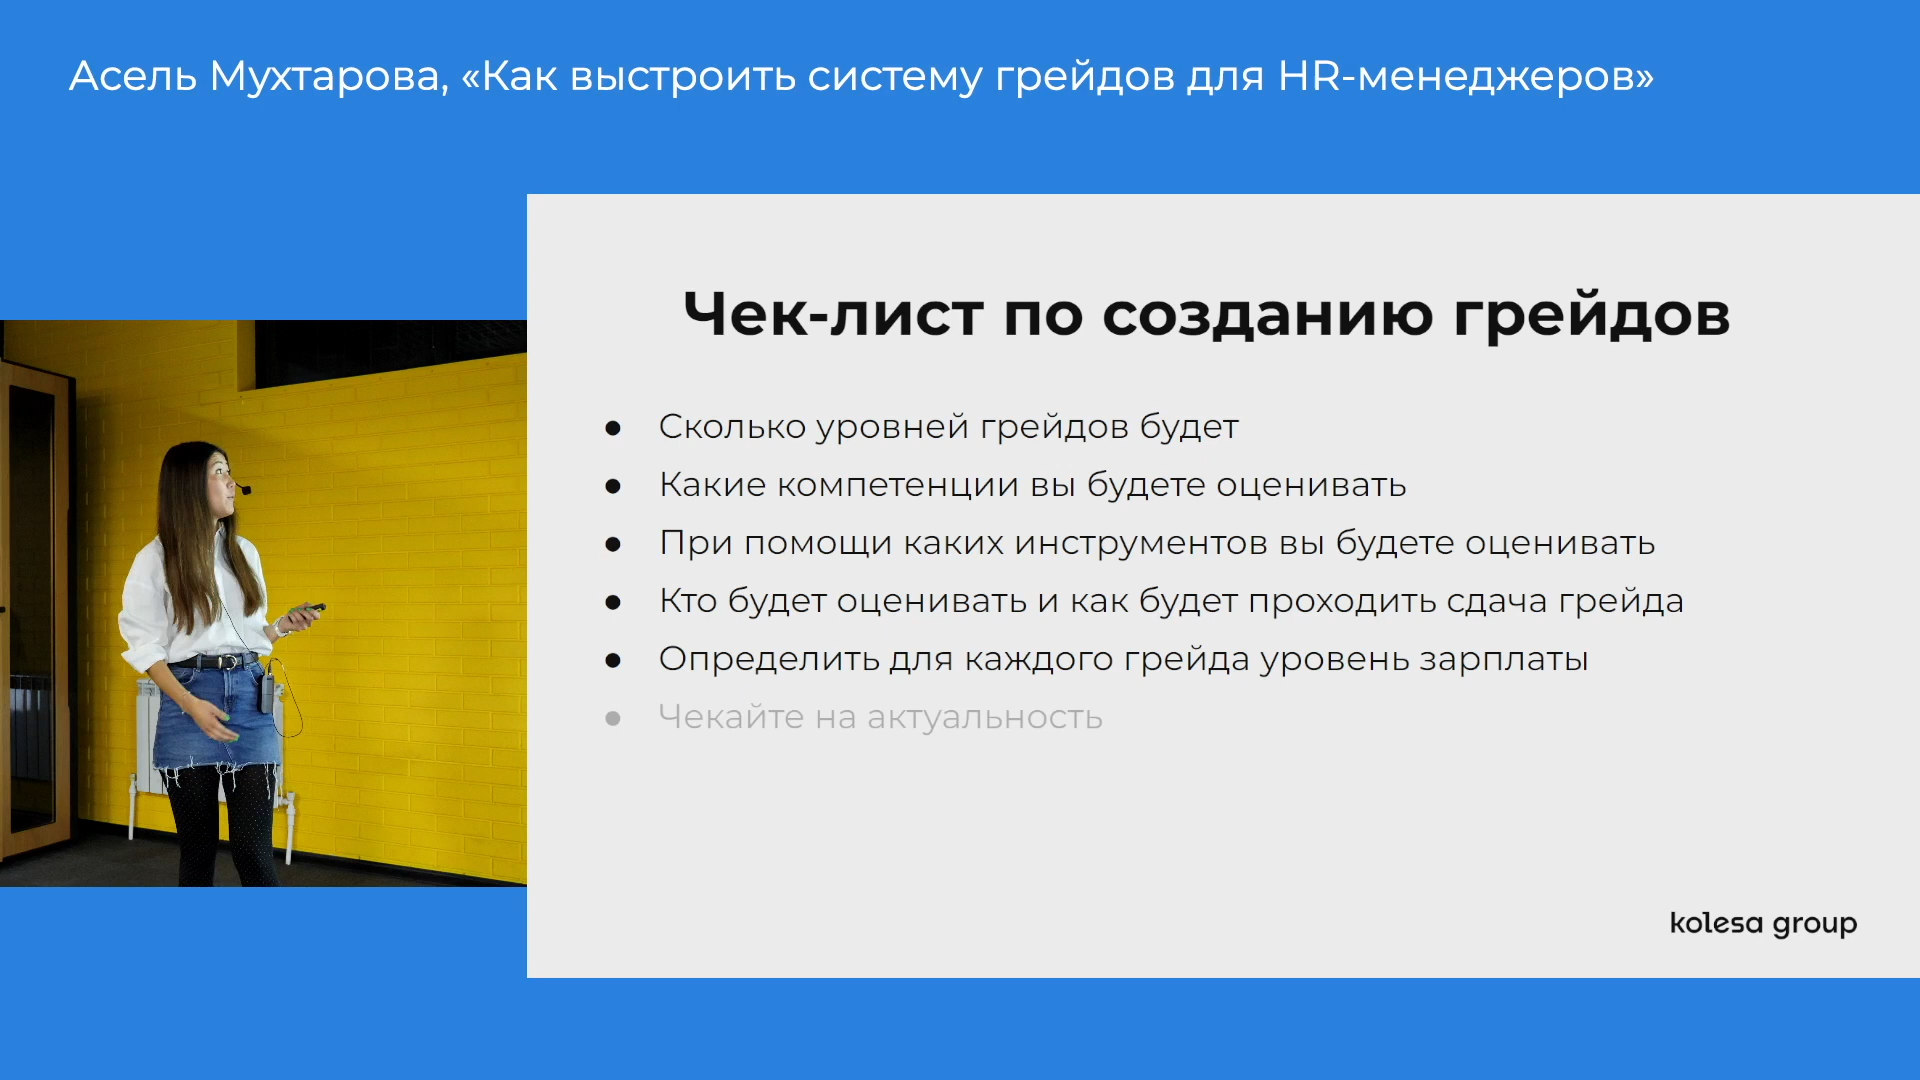 Асель Мухтарова, «Как выстроить систему грейдов для HR-менеджеров»
Чек-лист по созданию грейдов
● Сколько уровней грейдов будет
● Какие компетенции вы будете оценивать
● При помощи каких инструментов вы будете оценивать
● Кто будет оценивать и как будет проходить сдача грейда
● Определить для каждого грейда уровень зарплаты
● Чекайте на актуальность
kolesa group